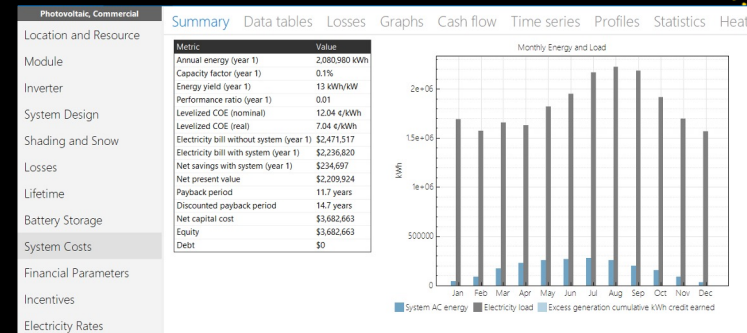 Photovoltaic, Commercial
Location and Resource
Module
Inverter
System Design
Shading and Snow
Losses
Lifetime
Battery Storage
System Costs
Financial Parameters
Incentives
Electricity Rates
Summary Data tables Losses Graphs Cash flow Time series Profiles Statistics Heat
Metric Value
Annual energy (year 1) 2,080,980 kWh
Capacity factor (year 1) 0.1%
Energy yield (year 1) 13 kWh/kW
Performance ratio (year 1) 0.01
Levelized COE (nominal) 12.04 ¢/kWh
Levelized COE (real) 7.04 ¢/kWh
Electricity bill without system (year 1) $2,471,517
Electricity bill with system (year 1) $2,236,820
Net savings with system (year 1) $234,697
Net present value $2,209,924
Payback period 11.7 years
Discounted payback period 14.7 years
Net capital cost $3,682,663
Equity $3,682,663
Debt $0
Monthly Energy and Load
kWh
2e+06
1.5e+06
1e+06
500000
0
Jan Feb Mar Apr May Jun Jul Aug Sep Oct Nov Dec
System AC energy Electricity load Excess generation cumulative kWh credit earned